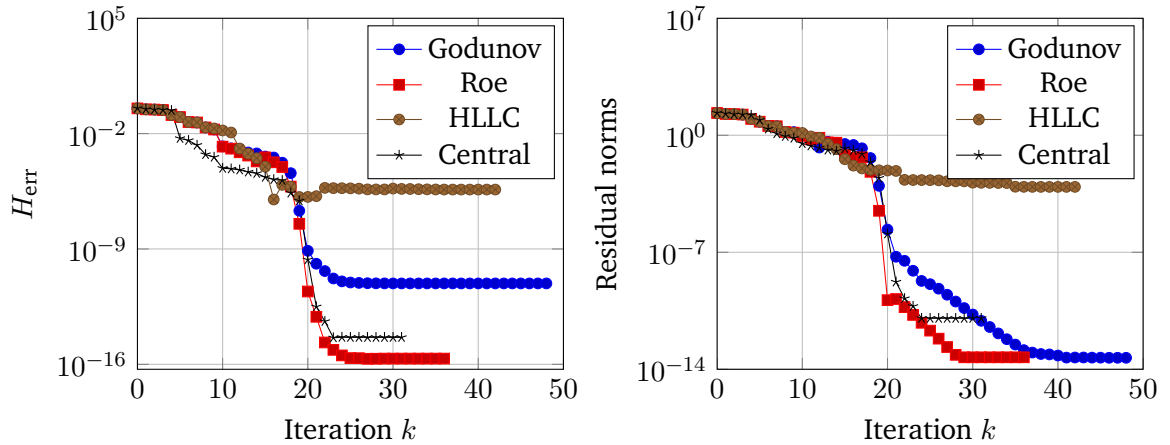 10^5
10^{-2}
10^{-9}
10^{-16}
H_err
0 10 20 30 40 50
Iteration k
Godunov
Roe
HLLC
Central
10^7
10^0
10^{-7}
10^{-14}
Residual norms
0 10 20 30 40 50
Iteration k
Godunov
Roe
HLLC
Central